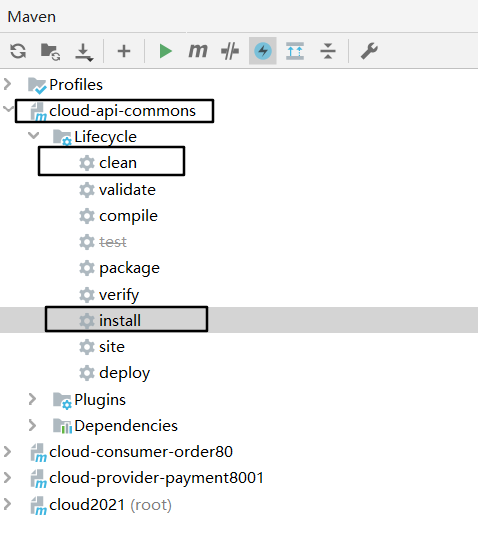 Maven
m
Profiles
cloud-api-commons
Lifecycle
clean
validate
compile
test
package
verify
install
site
deploy
Plugins
Dependencies
cloud-consumer-order80
cloud-provider-payment8001
cloud2021 (root)